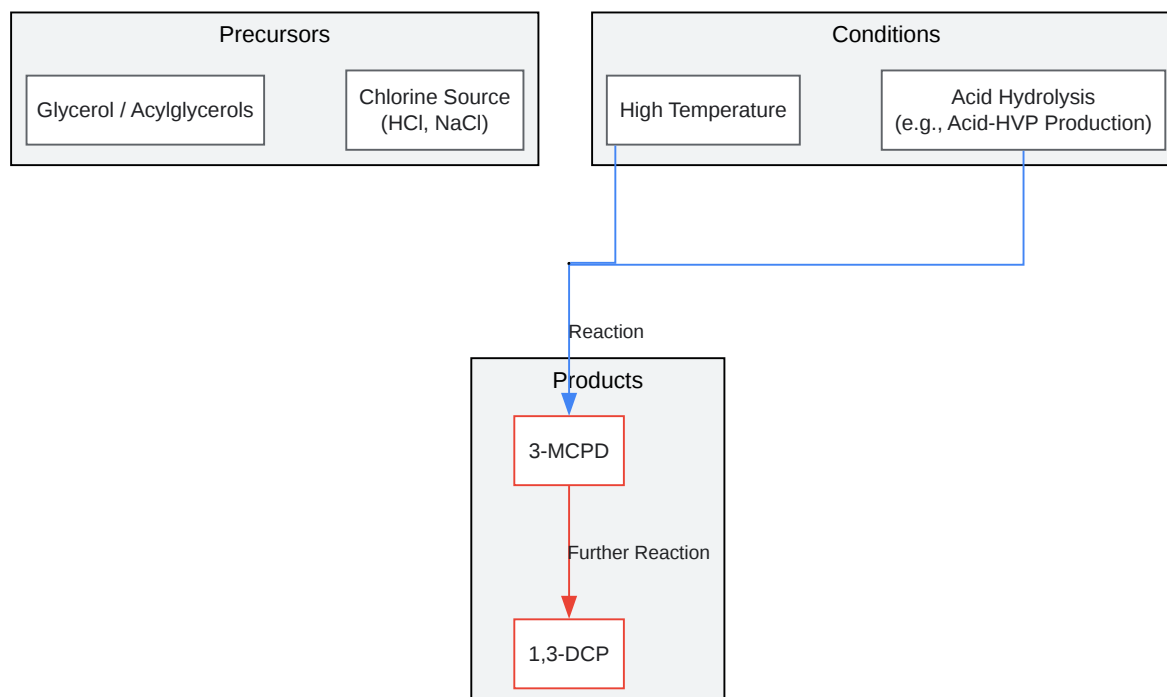 Precursors
Glycerol / Acylglycerols
Chlorine Source
(HCl, NaCl)
Conditions
High Temperature
Acid Hydrolysis
(e.g., Acid-HVP Production)
Reaction
Products
3-MCPD
Further Reaction
1,3-DCP